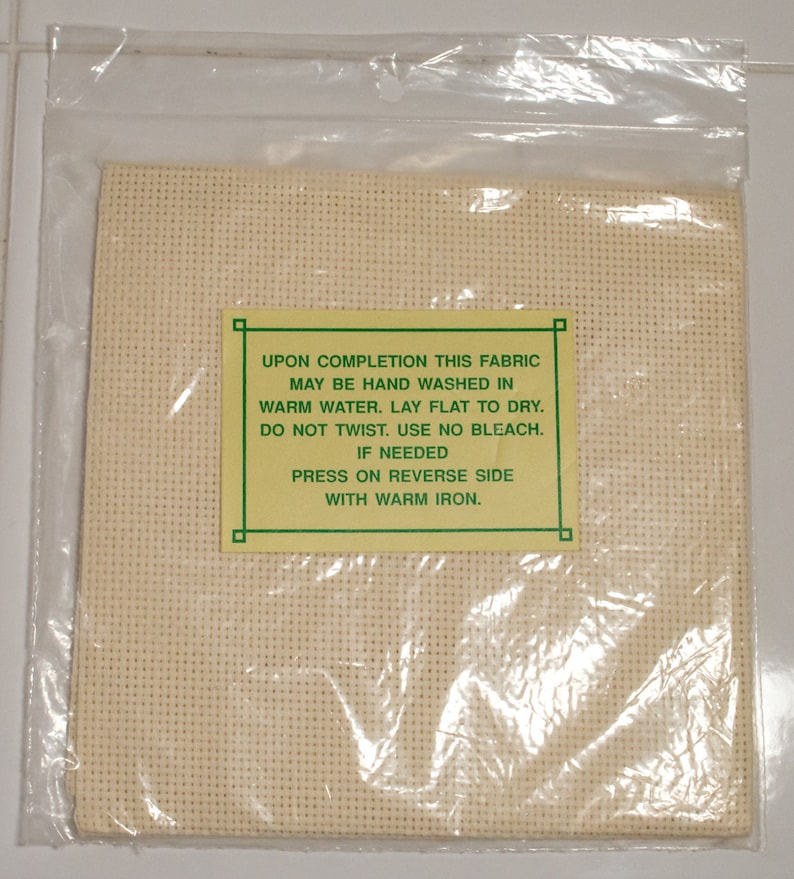 UPON COMPLETION THIS FABRIC
MAY BE HAND WASHED IN
WARM WATER. LAY FLAT TO DRY.
DO NOT TWIST. USE NO BLEACH.
IF NEEDED
PRESS ON REVERSE SIDE
WITH WARM IRON.